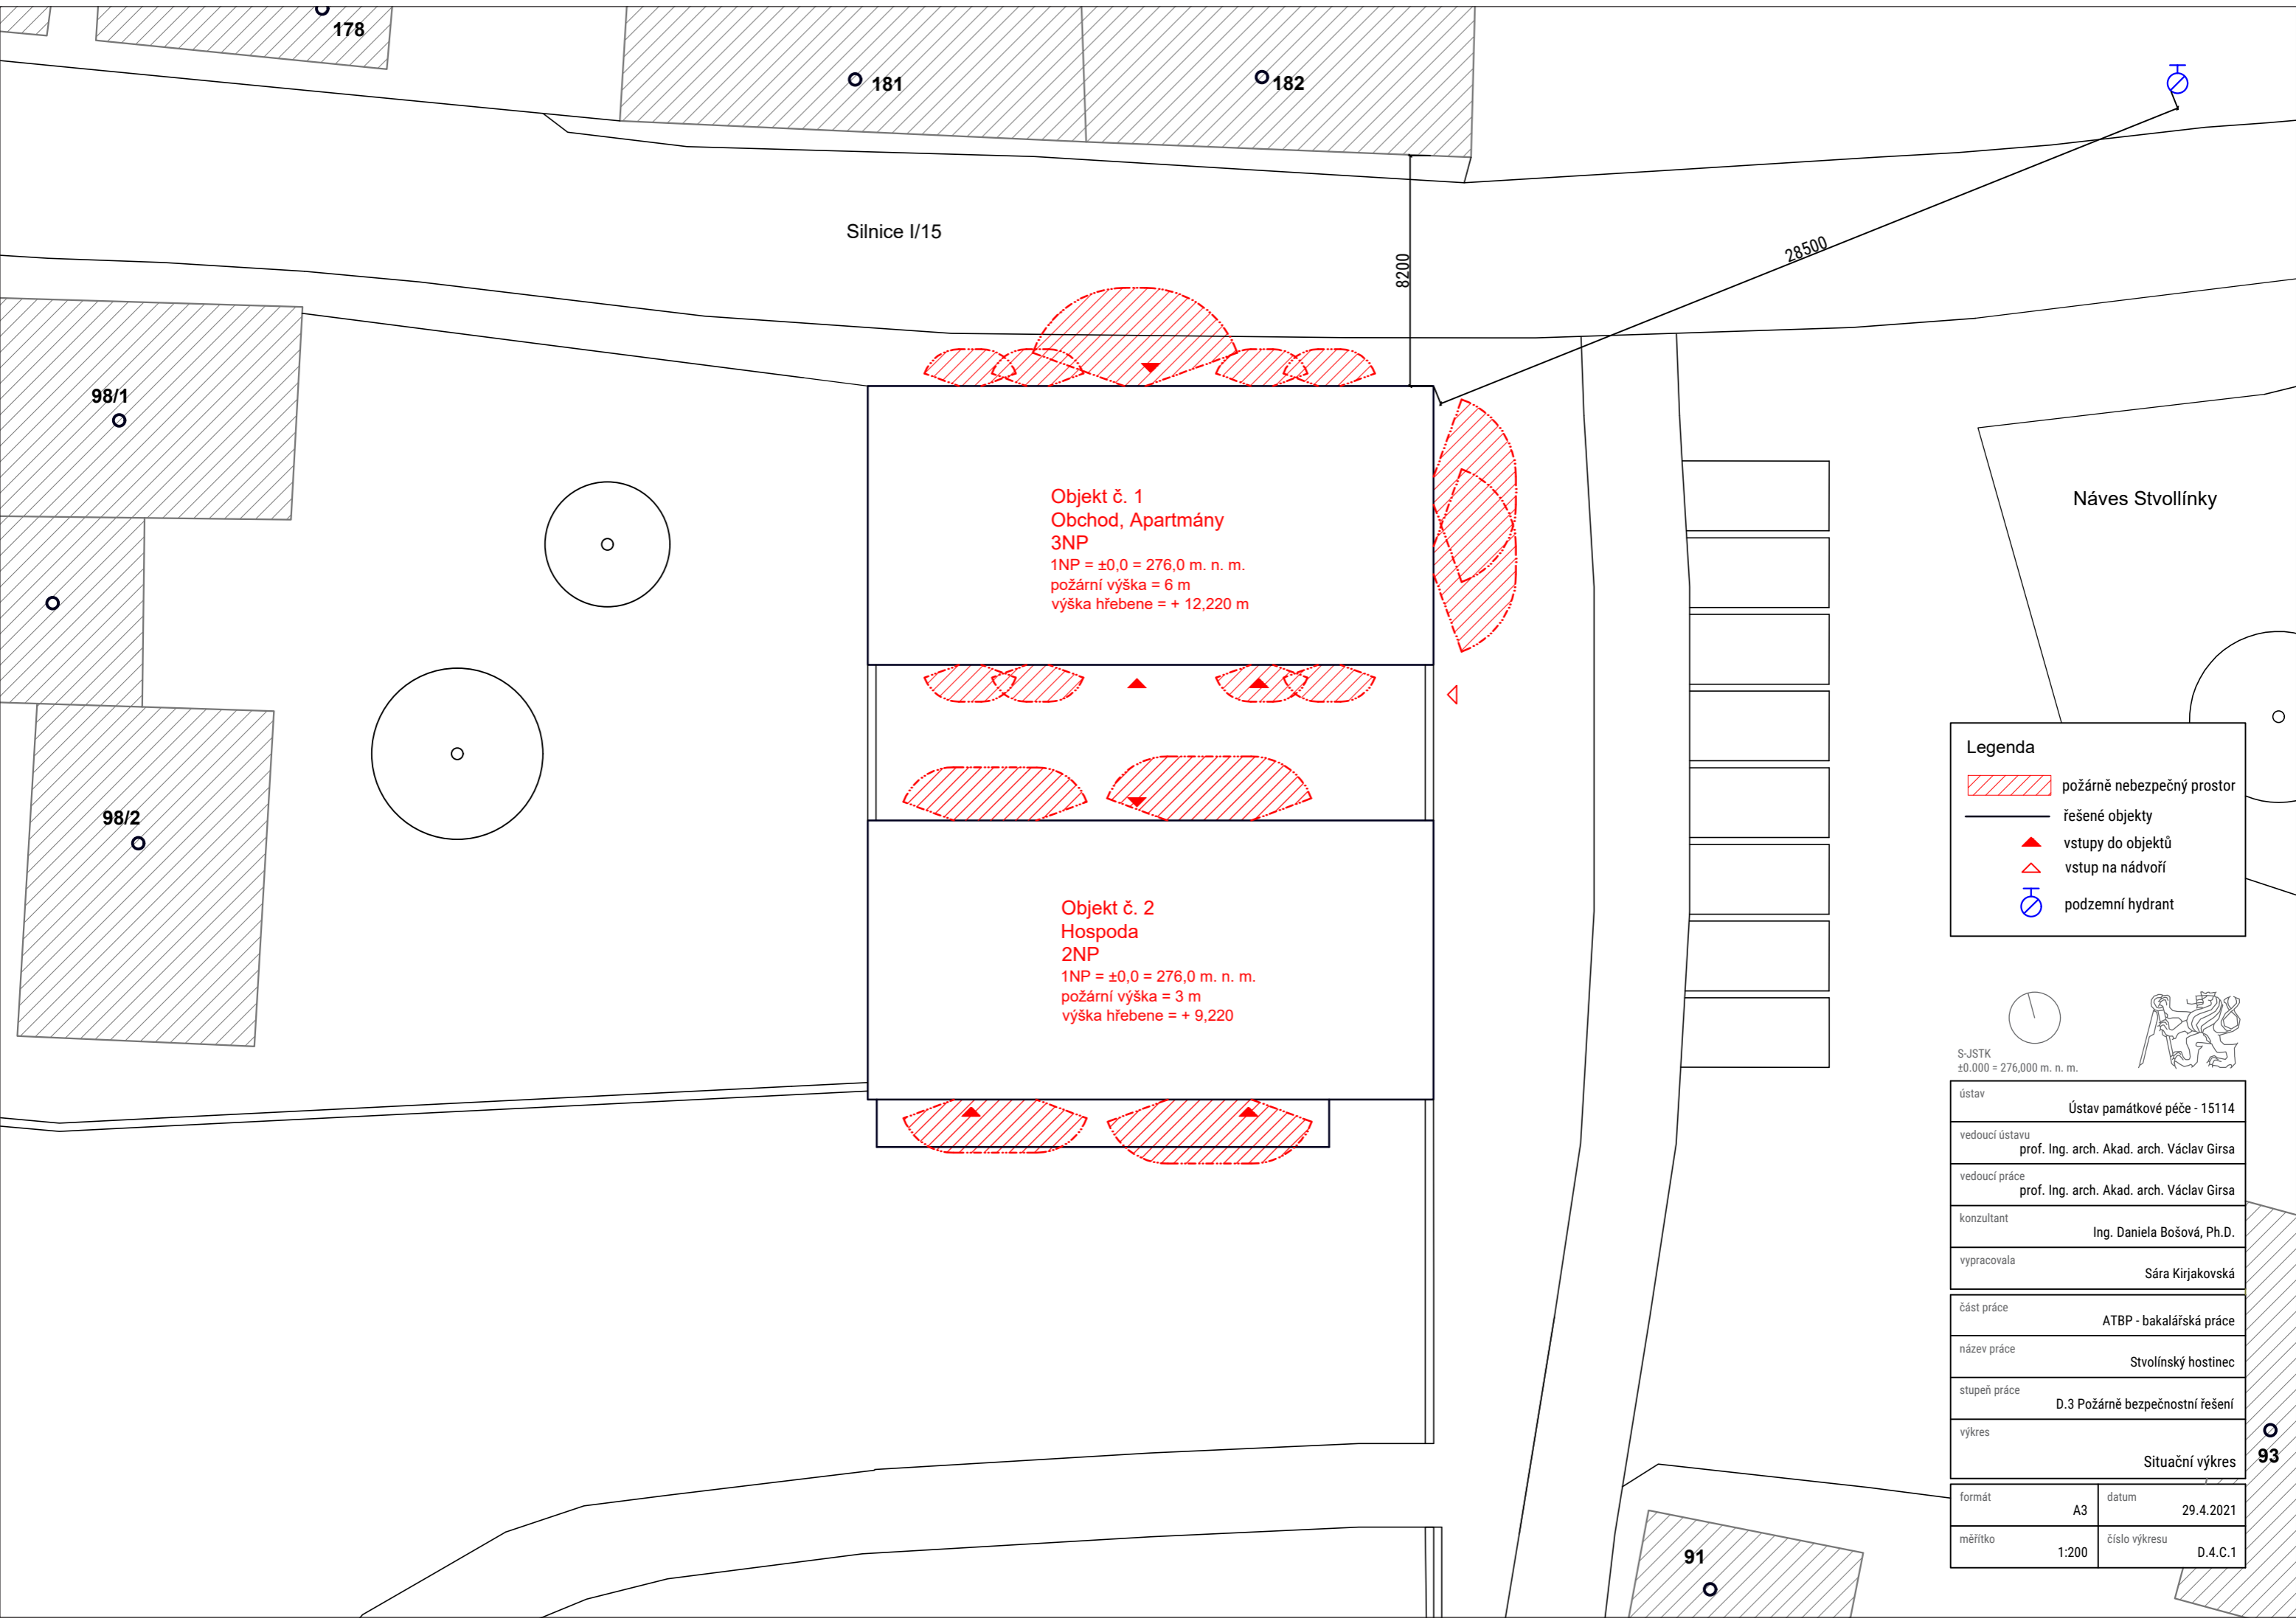 178
181
182
Silnice I/15
8200
28500
98/1
Objekt č. 1
Obchod, Apartmány
3NP
1NP = ±0,0 = 276,0 m. n. m.
požární výška = 6 m
výška hřebene = + 12,220 m
Náves Stvollínky
98/2
Objekt č. 2
Hospoda
2NP
1NP = ±0,0 = 276,0 m. n. m.
požární výška = 3 m
výška hřebene = + 9,220
Legenda
požárně nebezpečný prostor
řešené objekty
vstupy do objektů
vstup na nádvoří
podzemní hydrant
S-JSTK
±0.000 = 276,000 m. n. m.
ústav
Ústav památkové péče - 15114
vedoucí ústavu
prof. Ing. arch. Akad. arch. Václav Girsa
vedoucí práce
prof. Ing. arch. Akad. arch. Václav Girsa
konzultant
Ing. Daniela Bošová, Ph.D.
vypracovala
Sára Kirjakovská
část práce
ATBP - bakalářská práce
název práce
Stvolínský hostinec
stupeň práce
D.3 Požárně bezpečnostní řešení
výkres
Situační výkres
formát
A3
datum
29.4.2021
měřítko
1:200
číslo výkresu
D.4.C.1
93
91